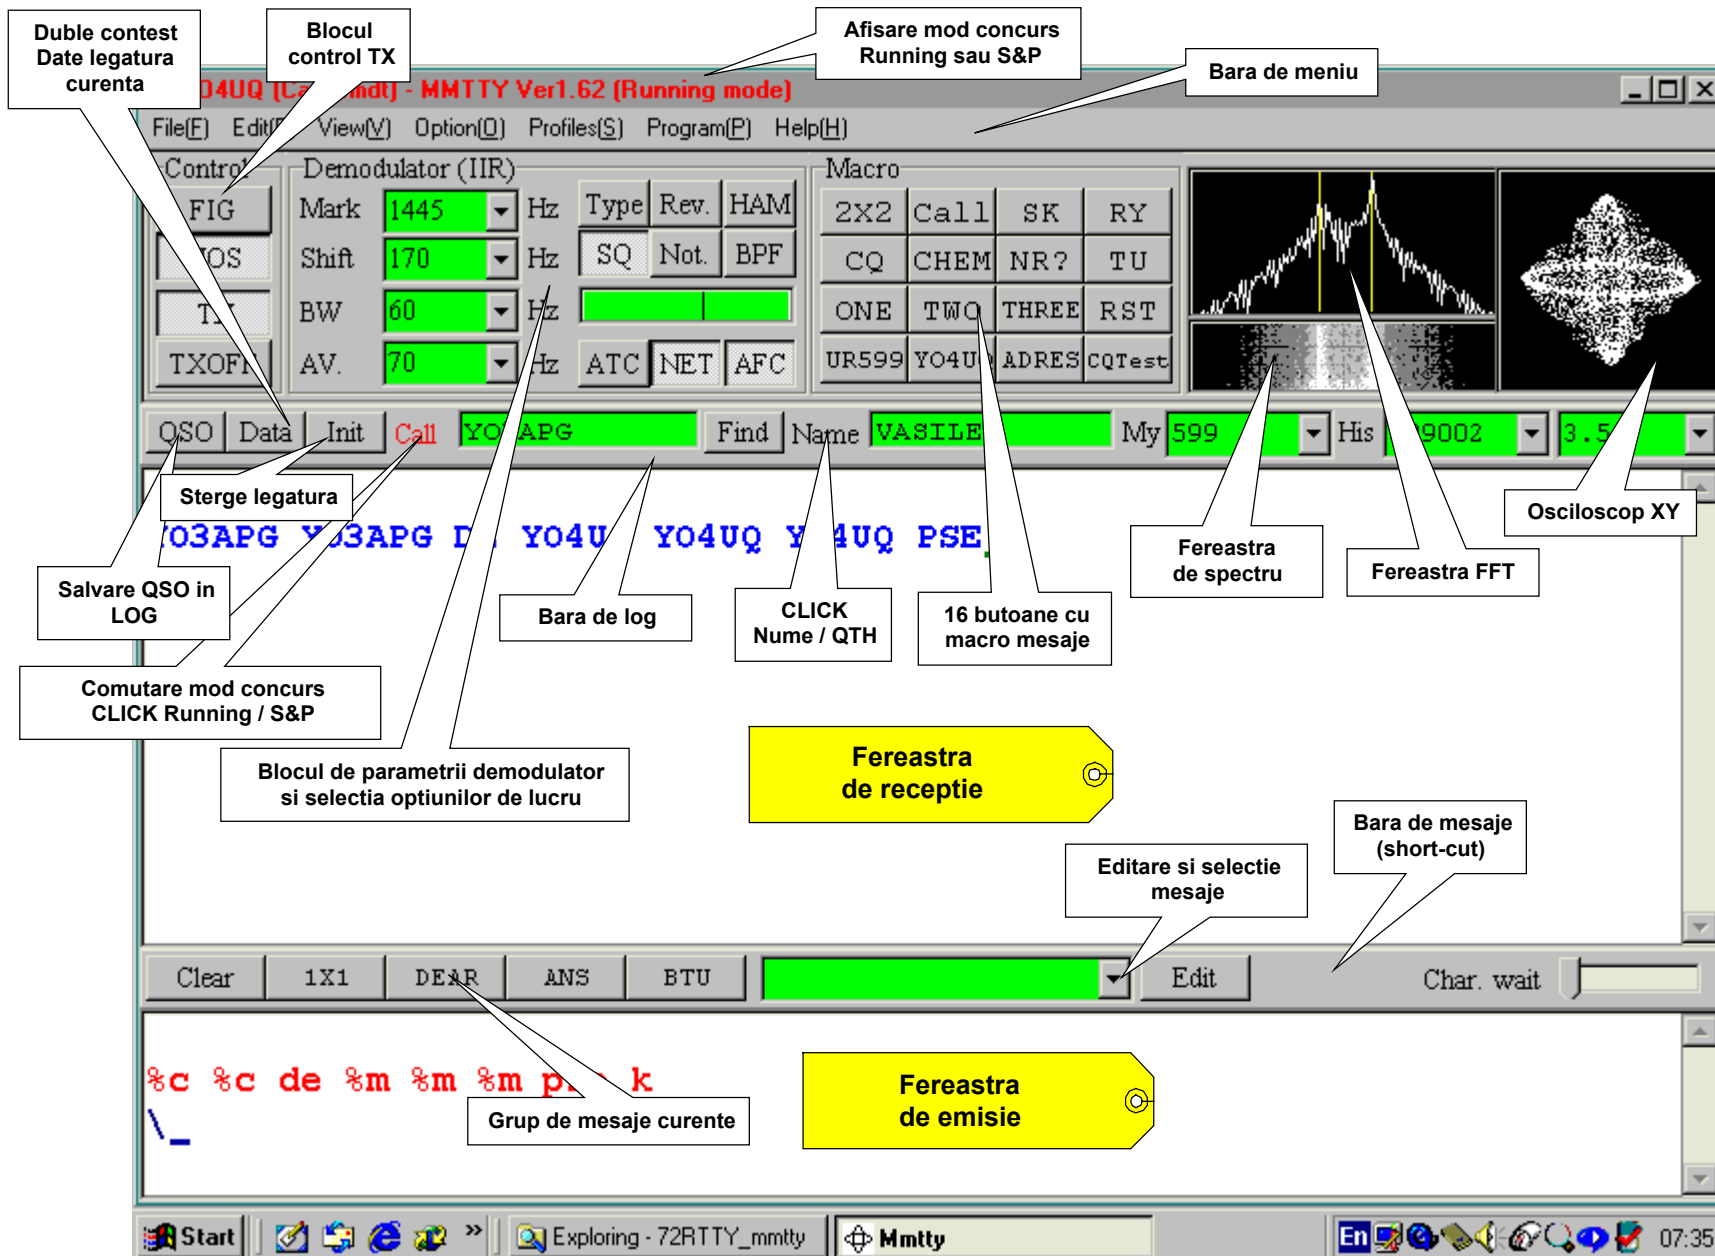 Duble contest
Date legatura
curenta
Blocul
control TX
Afisare mod concurs
Running sau S&P
Bara de meniu
MMTTY Ver1.62 (Running mode)
File(F) View(V) Option(O) Profiles(S) Program(P) Help(H)
Control
FIG
TX
Demodulator (IIR)
Mark 1445 Hz Type Rev. HAM
Shift 170 Hz SQ Not. BPF
BW 60 Hz
AV. 70 Hz ATC NET AFC
Macro
2X2 Call SK RY
CQ CHEM NR? TU
ONE TWO THREE RST
UR599 YO4UQ ADRES CQTest
QSO Data Init Call Find Name VASILE My 599 His
Sterge legatura
Osciloscop XY
YO3APG YO3APG YO4UQ PSE
Fereastra
de spectru
Fereastra FFT
Salvare QSO in
LOG
Bara de log
CLICK
Nume / QTH
16 butoane cu
macro mesaje
Comutare mod concurs
CLICK Running / S&P
Blocul de parametrii demodulator
si selectia optiunilor de lucru
Fereastra
de receptie
Bara de mesaje
(short-cut)
Editare si selectie
mesaje
Clear 1X1 DEAR ANS BTU Edit Char. wait
%c %c de %m %m %m k
\_
Fereastra
de emisie
Grup de mesaje curente
Start » Exploring - 72RTTY_mmtty Mmtty En 07:35